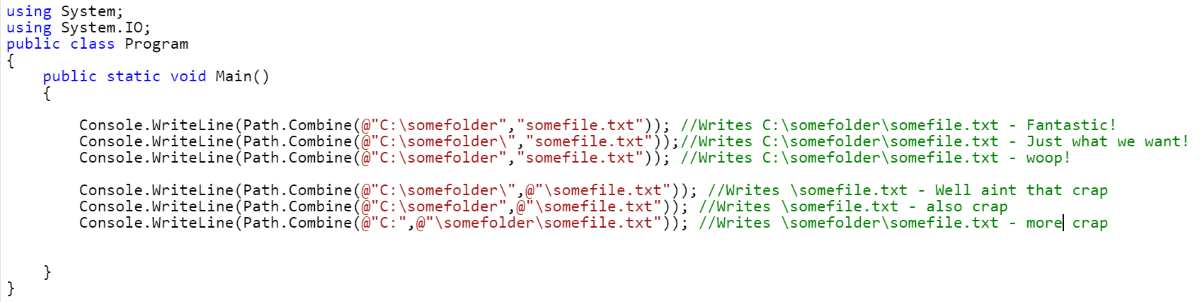 using System;
using System.IO;
public class Program
{
    public static void Main()
    {
        Console.WriteLine(Path.Combine(@"C:\somefolder","somefile.txt")); //Writes C:\somefolder\somefile.txt - Fantastic!
        Console.WriteLine(Path.Combine(@"C:\somefolder\","somefile.txt"));//Writes C:\somefolder\somefile.txt - Just what we want!
        Console.WriteLine(Path.Combine(@"C:\somefolder","somefile.txt")); //Writes C:\somefolder\somefile.txt - woop!
        Console.WriteLine(Path.Combine(@"C:\somefolder\",@"\somefile.txt")); //Writes \somefile.txt - Well aint that crap
        Console.WriteLine(Path.Combine(@"C:\somefolder",@"\somefile.txt")); //Writes \somefile.txt - also crap
        Console.WriteLine(Path.Combine(@"C:",@"\somefolder\somefile.txt")); //Writes \somefolder\somefile.txt - more crap
    }
}